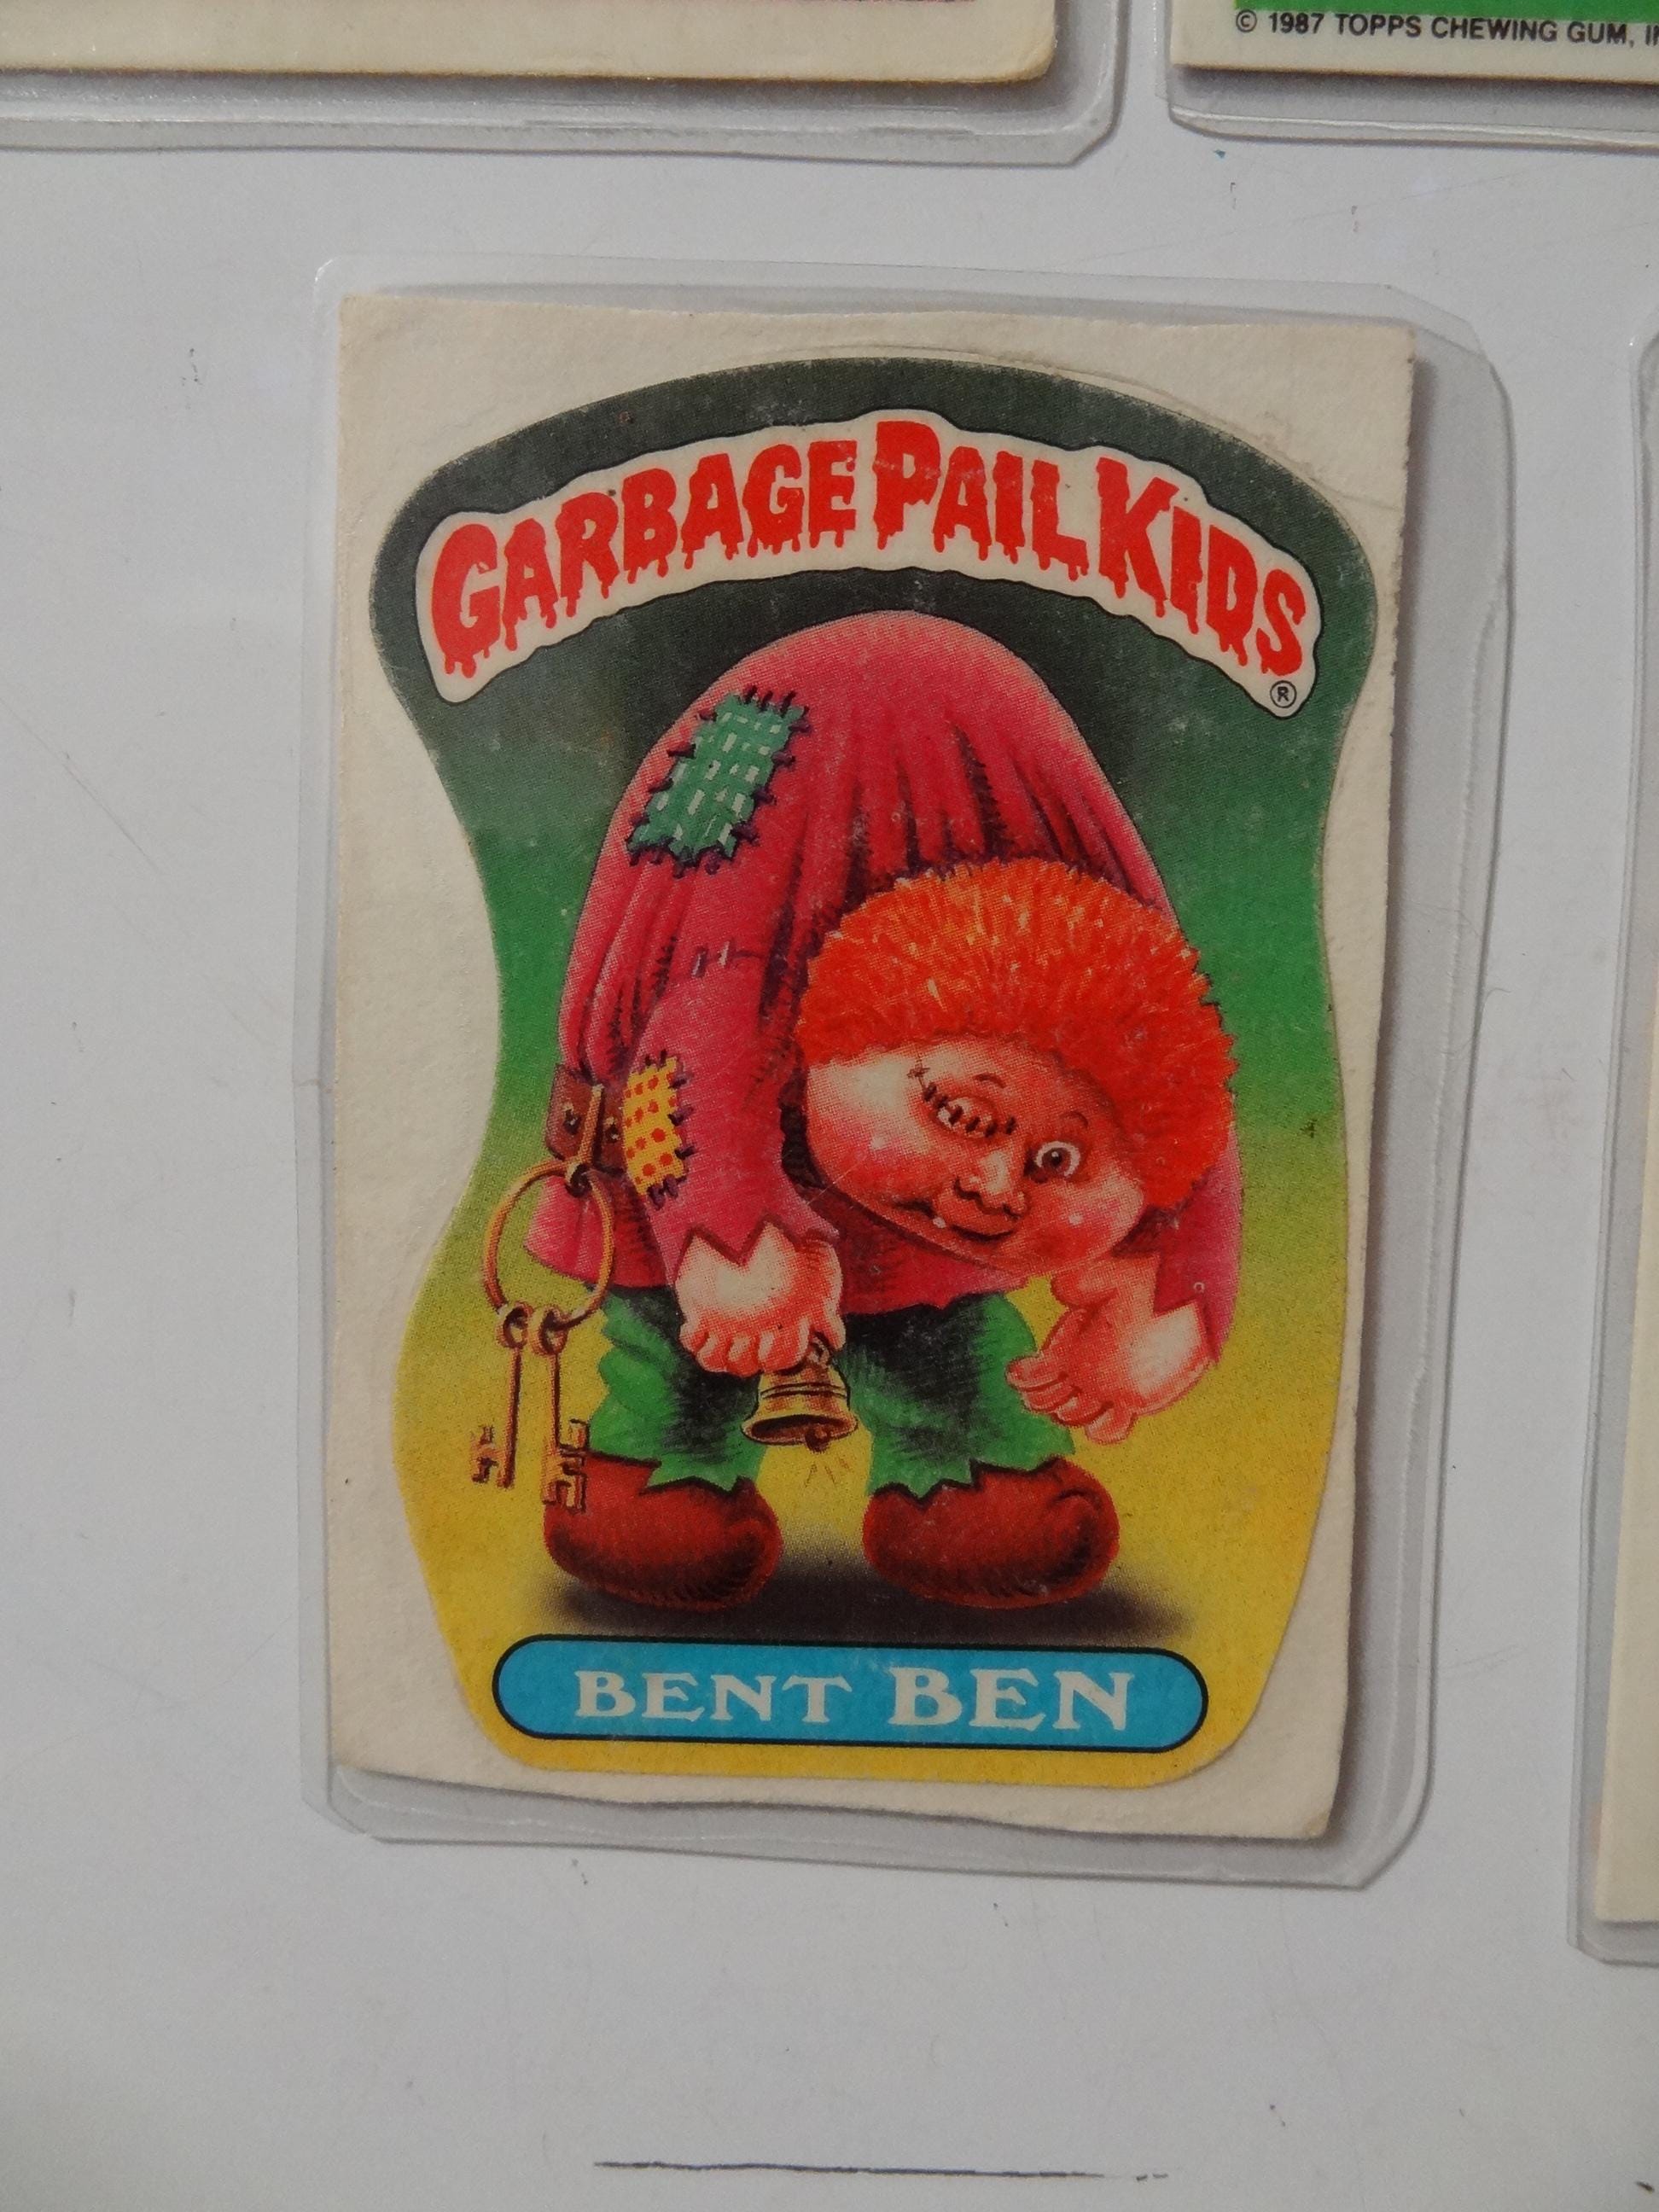 © 1987 TOPPS CHEWING GUM,
GARBAGE PAIL KIDS
®
BENT BEN